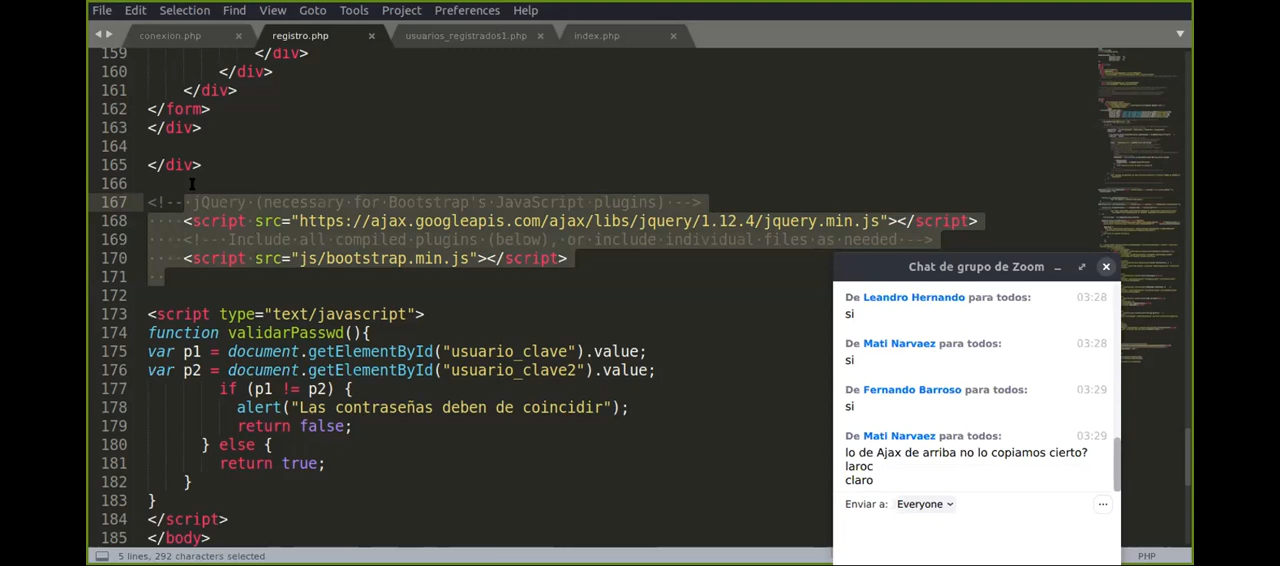 File Edit Selection Find View Goto Tools Project Preferences Help
conexion.php registro.php usuarios_registrados1.php index.php
159 </div>
160 </div>
161 </div>
162 </form>
163 </div>
164
165 </div>
166
167 <!-- jQuery (necessary for Bootstrap's JavaScript plugins) -->
168 <script src="https://ajax.googleapis.com/ajax/libs/jquery/1.12.4/jquery.min.js"></script>
169 <!-- Include all compiled plugins (below), or include individual files as needed -->
170 <script src="js/bootstrap.min.js"></script>
171
172
173 <script type="text/javascript">
174 function validarPasswd(){
175 var p1 = document.getElementById("usuario_clave").value;
176 var p2 = document.getElementById("usuario_clave2").value;
177 if (p1 != p2) {
178 alert("Las contraseñas deben de coincidir");
179 return false;
180 } else {
181 return true;
182 }
183 }
184 </script>
185 </body>
5 lines, 292 characters selected
PHP
Chat de grupo de Zoom
De Leandro Hernando para todos: 03:28
si
De Mati Narvaez para todos: 03:28
si
De Fernando Barroso para todos: 03:29
si
De Mati Narvaez para todos: 03:29
lo de Ajax de arriba no lo copiamos cierto?
laroc
claro
Enviar a: Everyone